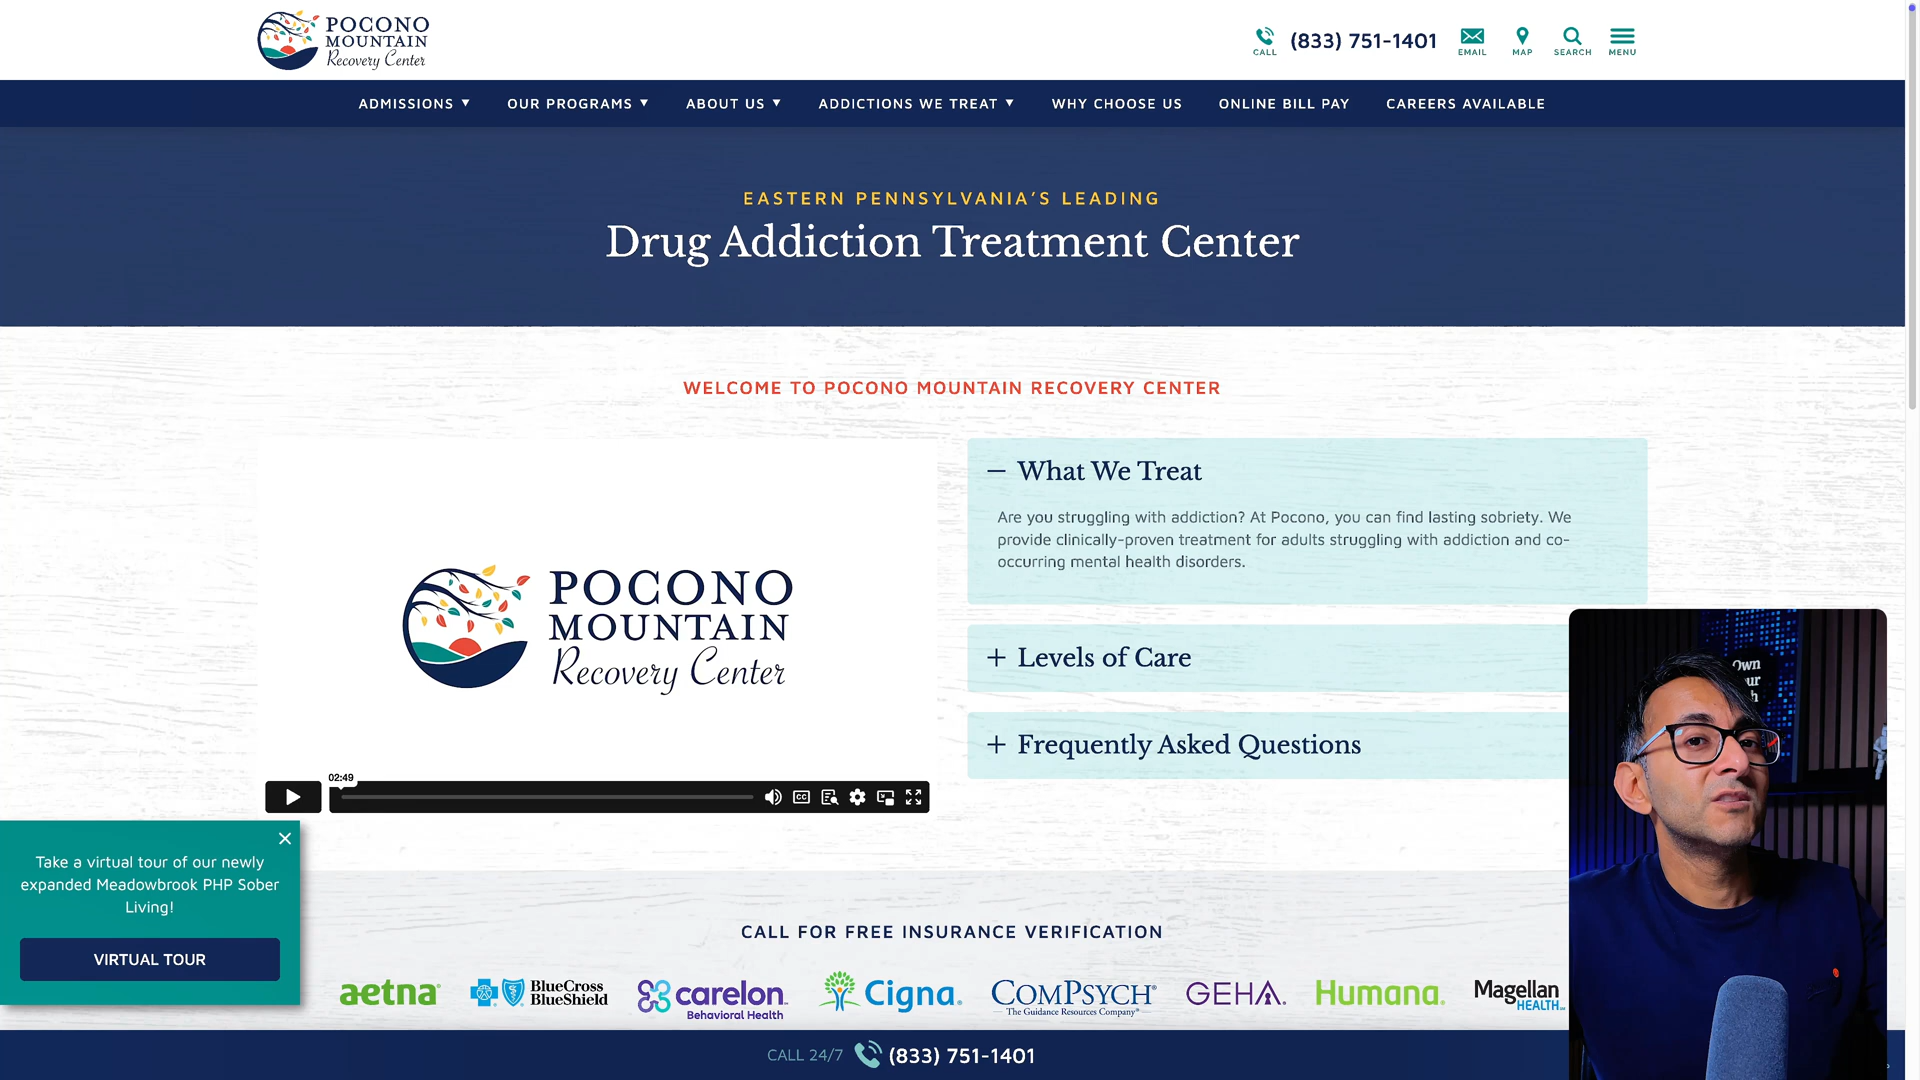 POCONO
MOUNTAIN
Recovery Center
CALL
(833) 751-1401
EMAIL
MAP
SEARCH
MENU
ADMISSIONS ▼
OUR PROGRAMS ▼
ABOUT US ▼
ADDICTIONS WE TREAT ▼
WHY CHOOSE US
ONLINE BILL PAY
CAREERS AVAILABLE
EASTERN PENNSYLVANIA'S LEADING
Drug Addiction Treatment Center
WELCOME TO POCONO MOUNTAIN RECOVERY CENTER
POCONO
MOUNTAIN
Recovery Center
02:49
CC
— What We Treat
Are you struggling with addiction? At Pocono, you can find lasting sobriety. We
provide clinically-proven treatment for adults struggling with addiction and co-
occurring mental health disorders.
+ Levels of Care
+ Frequently Asked Questions
Own
Take a virtual tour of our newly
expanded Meadowbrook PHP Sober
Living!
VIRTUAL TOUR
CALL FOR FREE INSURANCE VERIFICATION
aetna
BlueCross
BlueShield
carelon
Behavioral Health
Cigna
COMPSYCH
The Guidance Resources Company
GEHA
Humana
Magellan
HEALTH
CALL 24/7
(833) 751-1401